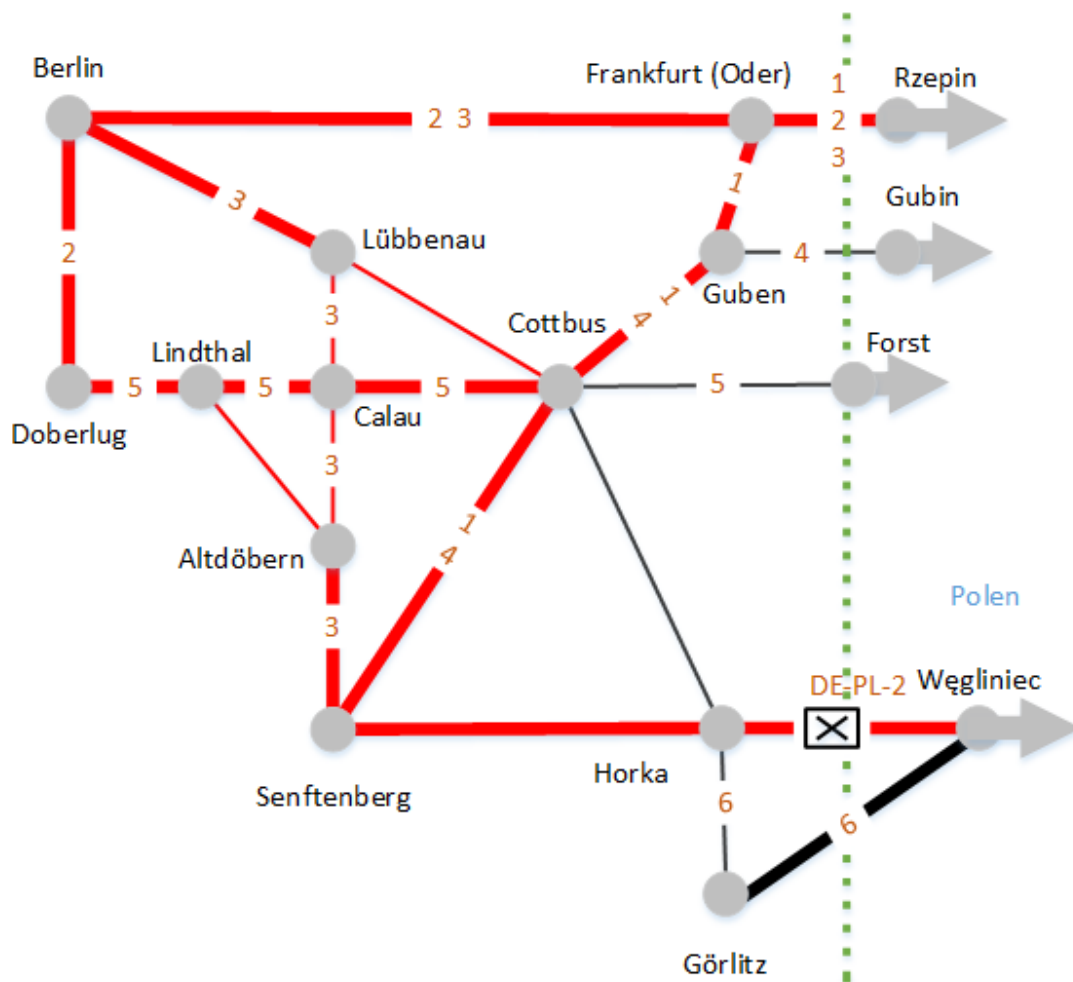 Berlin
Frankfurt (Oder)
1
Rzepin
2 3
2
3
1
Gubin
3
2
Lübbenau
4
Guben
1
3
4
Cottbus
Forst
Lindthal
5
5
5
5
Doberlug
Calau
3
1
Altdöbern
4
Polen
3
DE-PL-2
Węgliniec
Horka
Senftenberg
6
6
Görlitz